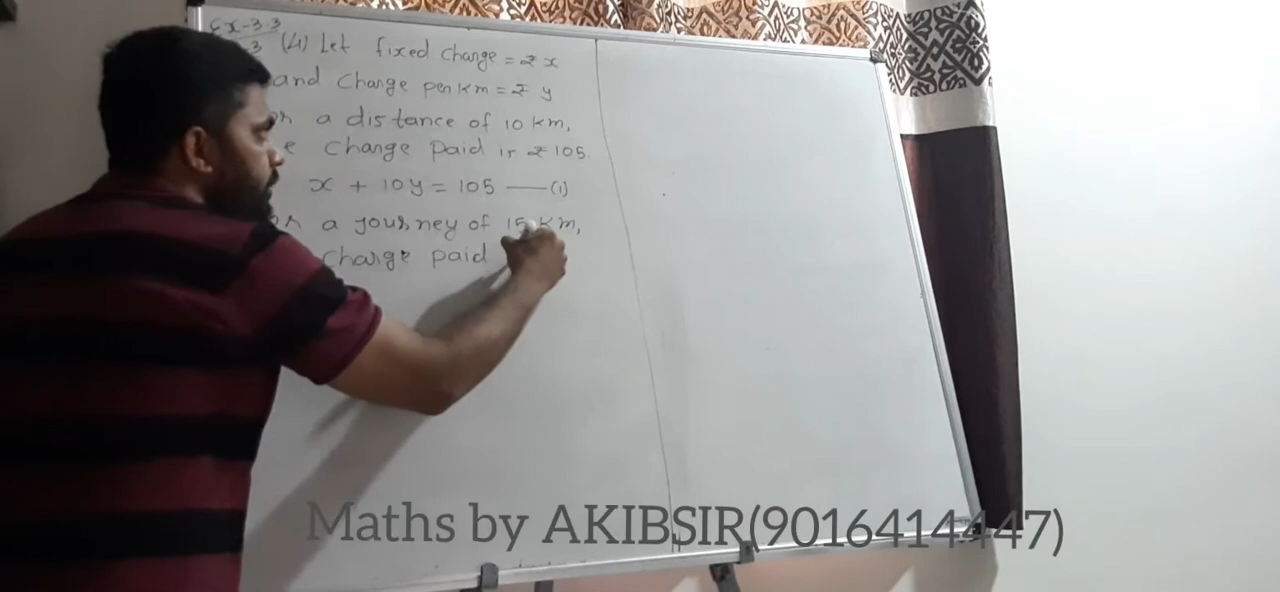 Ex-3.3
3 (4) Let fixed charge = ₹ x
and charge per km = ₹ y
a distance of 10 km,
charge paid is ₹ 105.
x + 10y = 105 —(1)
a journey of 15 km,
charge paid
Maths by AKIBSIR(9016414447)